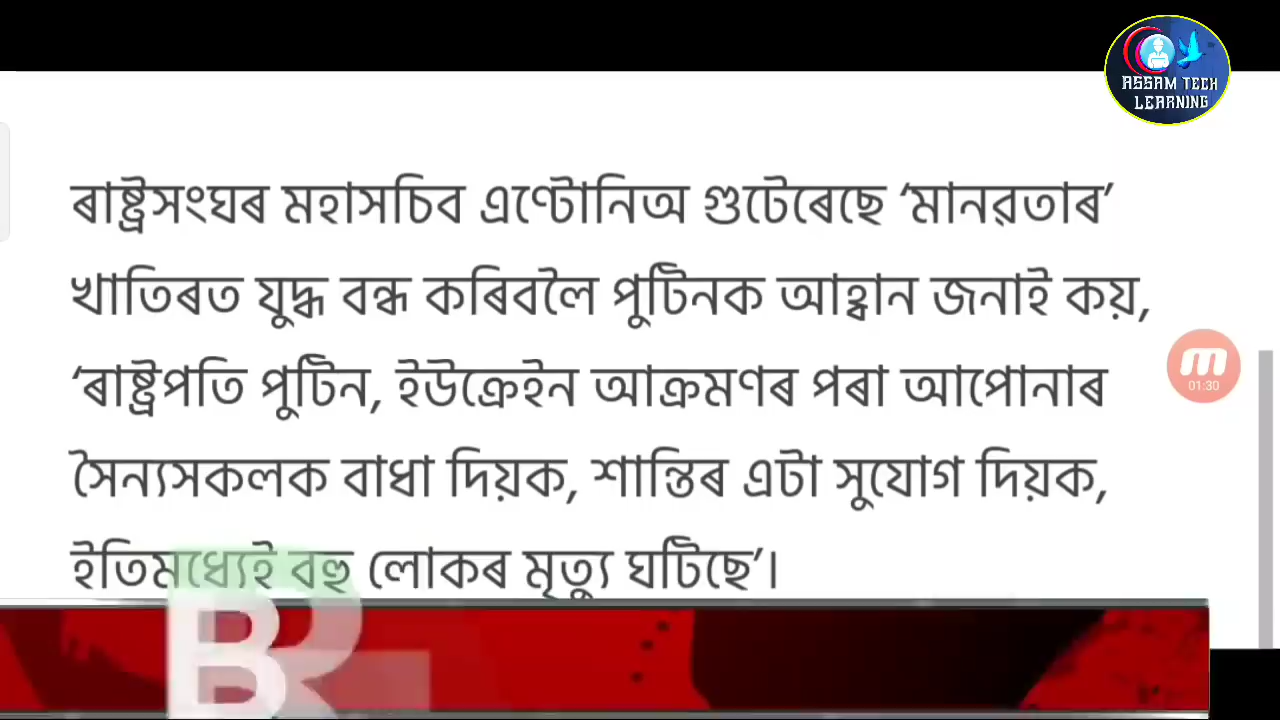 ASSAM TECH
LEARNING
ৰাষ্ট্ৰসংঘৰ মহাসচিব এণ্টোনিঅ গুটেৰেছে ‘মানৱতাৰ’
খাতিৰত যুদ্ধ বন্ধ কৰিবলৈ পুটিনক আহ্বান জনাই কয়,
‘ৰাষ্ট্ৰপতি পুটিন, ইউক্ৰেইন আক্ৰমণৰ পৰা আপোনাৰ
সৈন্যসকলক বাধা দিয়ক, শান্তিৰ এটা সুযোগ দিয়ক,
ইতিমধ্যেই বহু লোকৰ মৃত্যু ঘটিছে’।
01:30